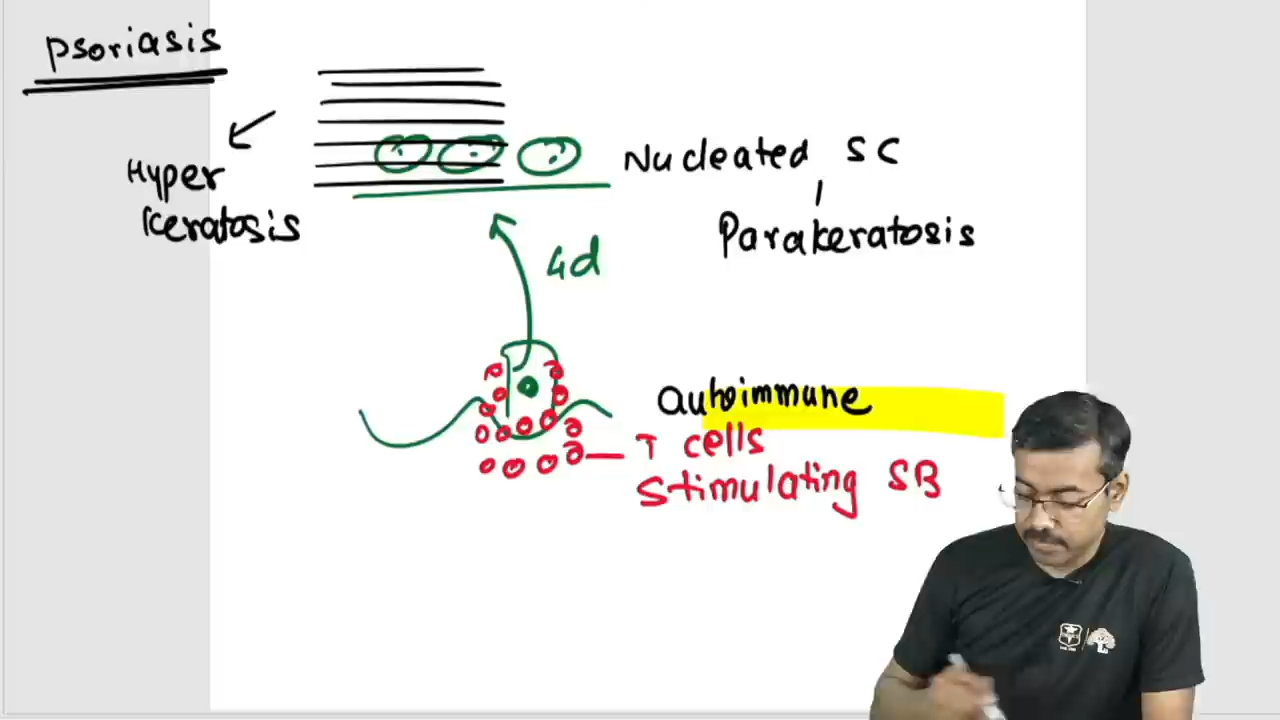 Psoriasis
Hyper
keratosis
Nucleated SC
Parakeratosis
4d
autoimmune
T cells
Stimulating SB